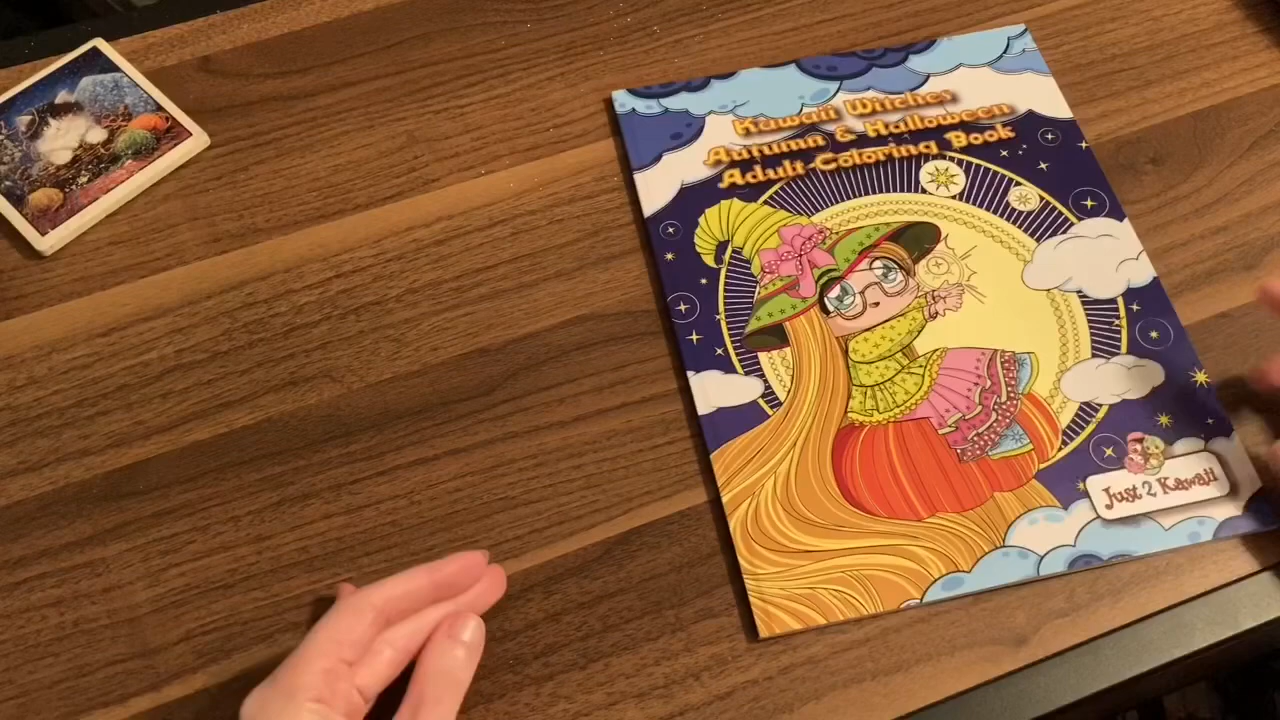 Kawaii Witches
Autumn & Halloween
Adult Coloring Book
Just 2 Kawaii